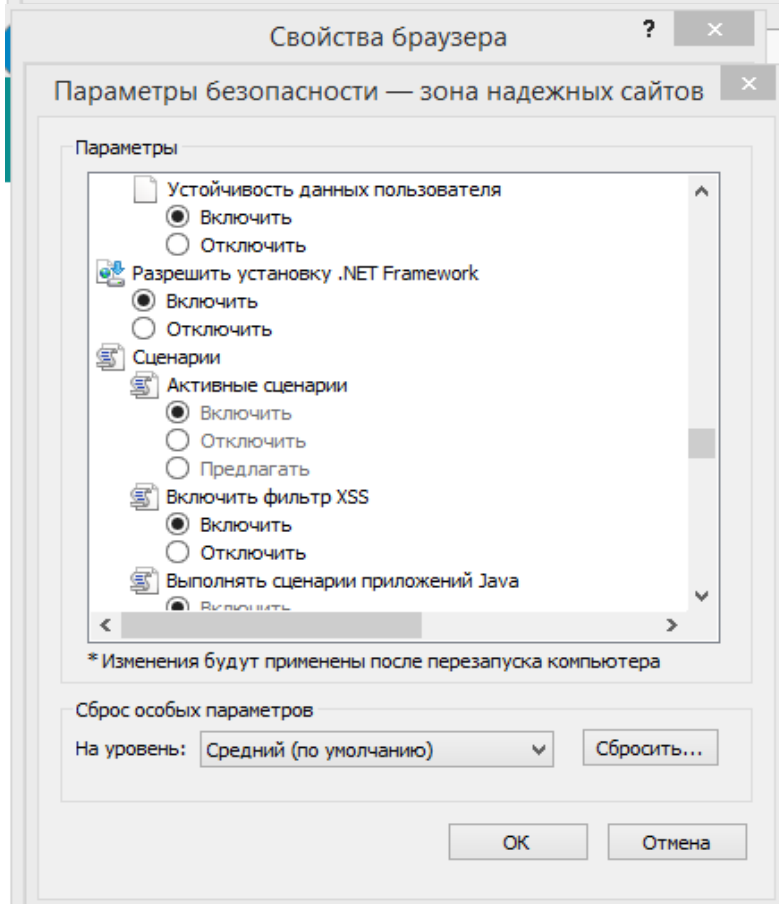 Свойства браузера
?
Параметры безопасности — зона надежных сайтов
Параметры
Устойчивость данных пользователя
Включить
Отключить
Разрешить установку .NET Framework
Включить
Отключить
Сценарии
Активные сценарии
Включить
Отключить
Предлагать
Включить фильтр XSS
Включить
Отключить
Выполнять сценарии приложений Java
Включить
* Изменения будут применены после перезапуска компьютера
Сброс особых параметров
На уровень: Средний (по умолчанию) Сбросить...
ОК Отмена